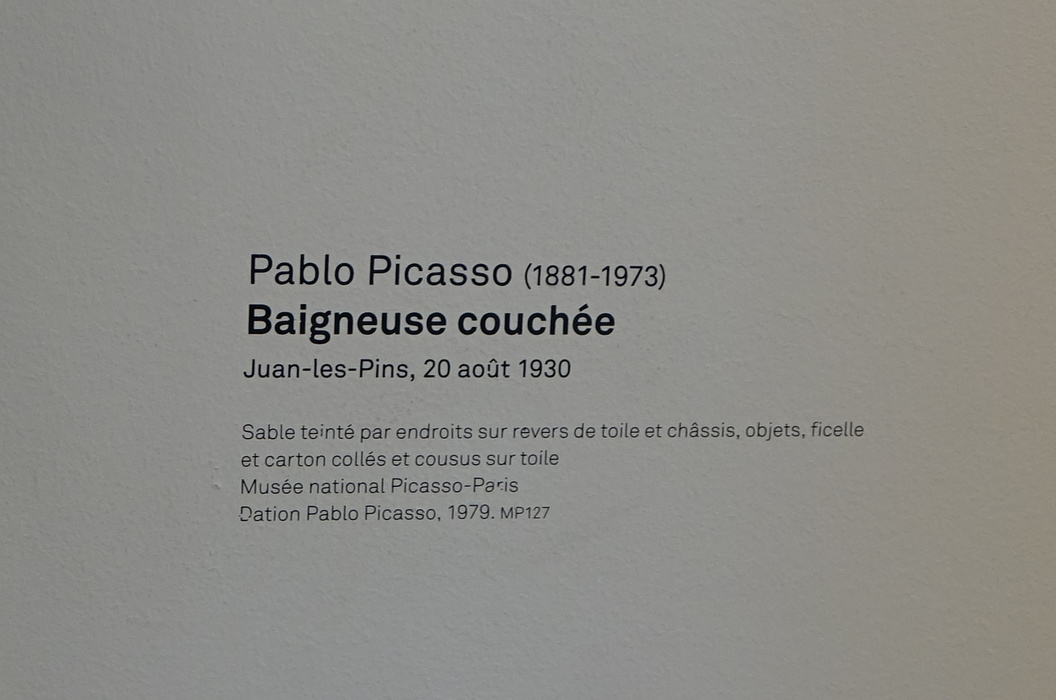 Pablo Picasso (1881-1973)
Baigneuse couchée
Juan-les-Pins, 20 août 1930
Sable teinté par endroits sur revers de toile et châssis, objets, ficelle
et carton collés et cousus sur toile
Musée national Picasso-Paris
Dation Pablo Picasso, 1979. MP127